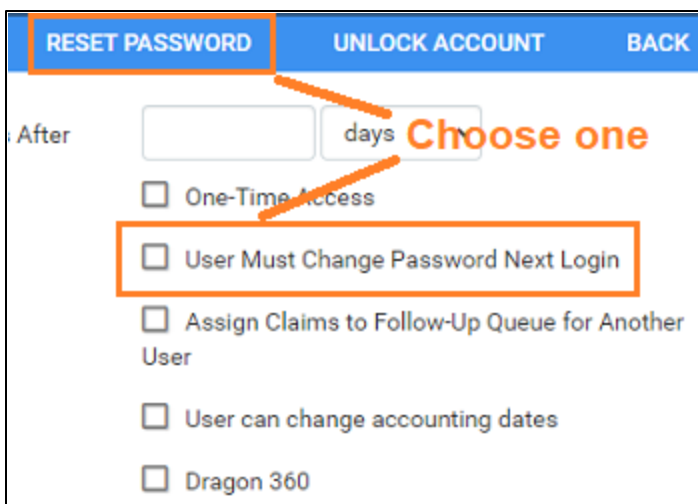 RESET PASSWORD UNLOCK ACCOUNT BACK
After days Choose one
One-Time Access
User Must Change Password Next Login
Assign Claims to Follow-Up Queue for Another
User
User can change accounting dates
Dragon 360